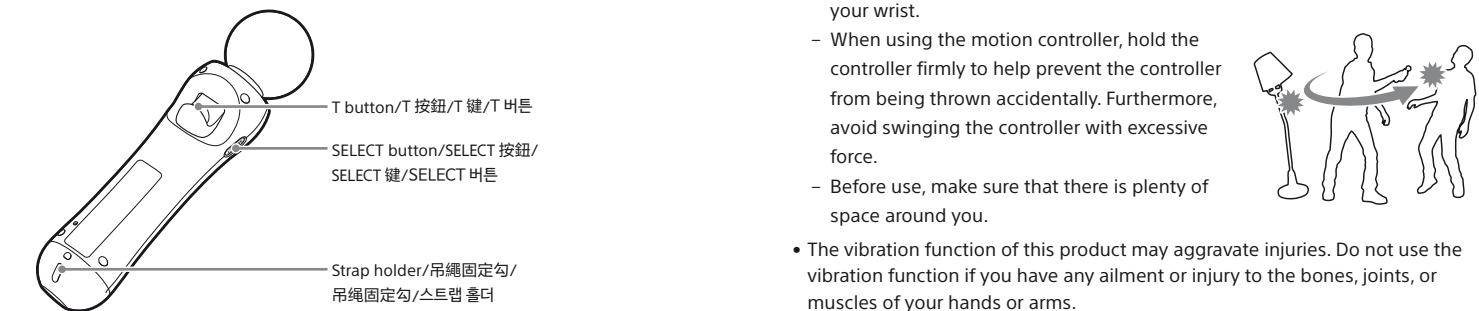 T button/T 按鈕/T 键/T 버튼
SELECT button/SELECT 按鈕/
SELECT 键/SELECT 버튼
Strap holder/吊繩固定勾/
吊绳固定勾/스트랩 홀더
your wrist.
– When using the motion controller, hold the
controller firmly to help prevent the controller
from being thrown accidentally. Furthermore,
avoid swinging the controller with excessive
force.
– Before use, make sure that there is plenty of
space around you.
• The vibration function of this product may aggravate injuries. Do not use the
vibration function if you have any ailment or injury to the bones, joints, or
muscles of your hands or arms.